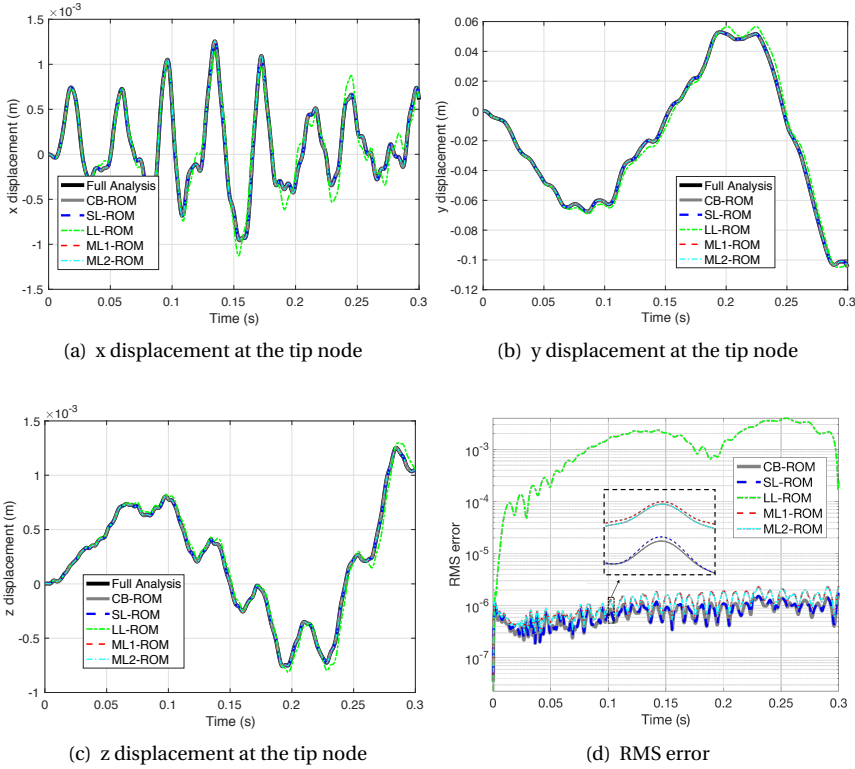 ×10⁻³
1.5
1
0.5
0
-0.5
-1
-1.5
x displacement (m)
Full Analysis
CB-ROM
SL-ROM
LL-ROM
ML1-ROM
ML2-ROM
0 0.05 0.1 0.15 0.2 0.25 0.3
Time (s)
(a) x displacement at the tip node
0.06
0.04
0.02
0
-0.02
-0.04
-0.06
-0.08
-0.1
-0.12
y displacement (m)
Full Analysis
CB-ROM
SL-ROM
LL-ROM
ML1-ROM
ML2-ROM
0 0.05 0.1 0.15 0.2 0.25 0.3
Time (s)
(b) y displacement at the tip node
×10⁻³
1.5
1
0.5
0
-0.5
-1
z displacement (m)
Full Analysis
CB-ROM
SL-ROM
LL-ROM
ML1-ROM
ML2-ROM
0 0.05 0.1 0.15 0.2 0.25 0.3
Time (s)
(c) z displacement at the tip node
10⁻³
10⁻⁴
10⁻⁵
10⁻⁶
10⁻⁷
RMS error
CB-ROM
SL-ROM
LL-ROM
ML1-ROM
ML2-ROM
0 0.05 0.1 0.15 0.2 0.25 0.3
Time (s)
(d) RMS error